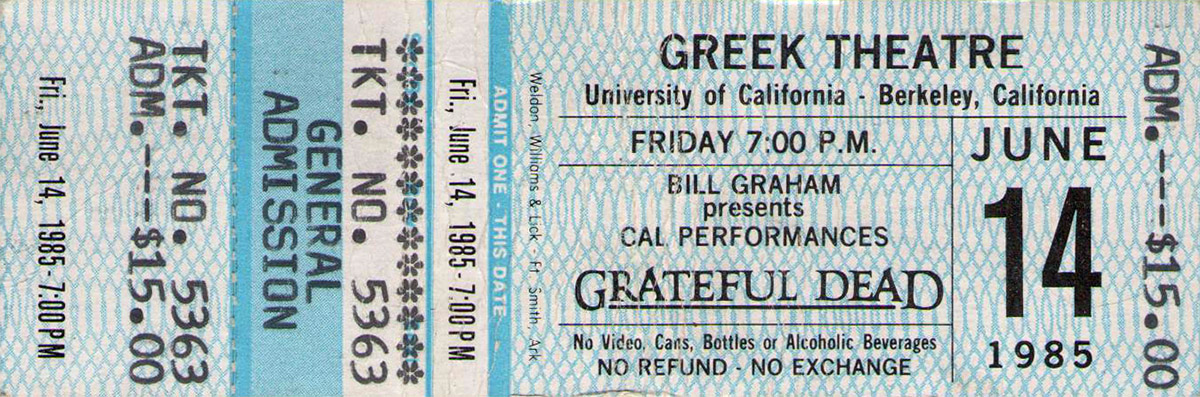 TKT. NO. 5363
ADM.---$15.00
Fri., June 14, 1985-7:00 PM
GENERAL
ADMISSION
TKT. NO. 5363
Fri., June 14, 1985-7:00 PM
ADMIT ONE - THIS DATE
Weldon, Williams & Lick - Ft. Smith, Ark
GREEK THEATRE
University of California - Berkeley, California
FRIDAY 7:00 P.M.
BILL GRAHAM
presents
CAL PERFORMANCES
GRATEFUL DEAD
No Video, Cans, Bottles or Alcoholic Beverages
NO REFUND - NO EXCHANGE
JUNE
14
1985
ADM.---$15.00